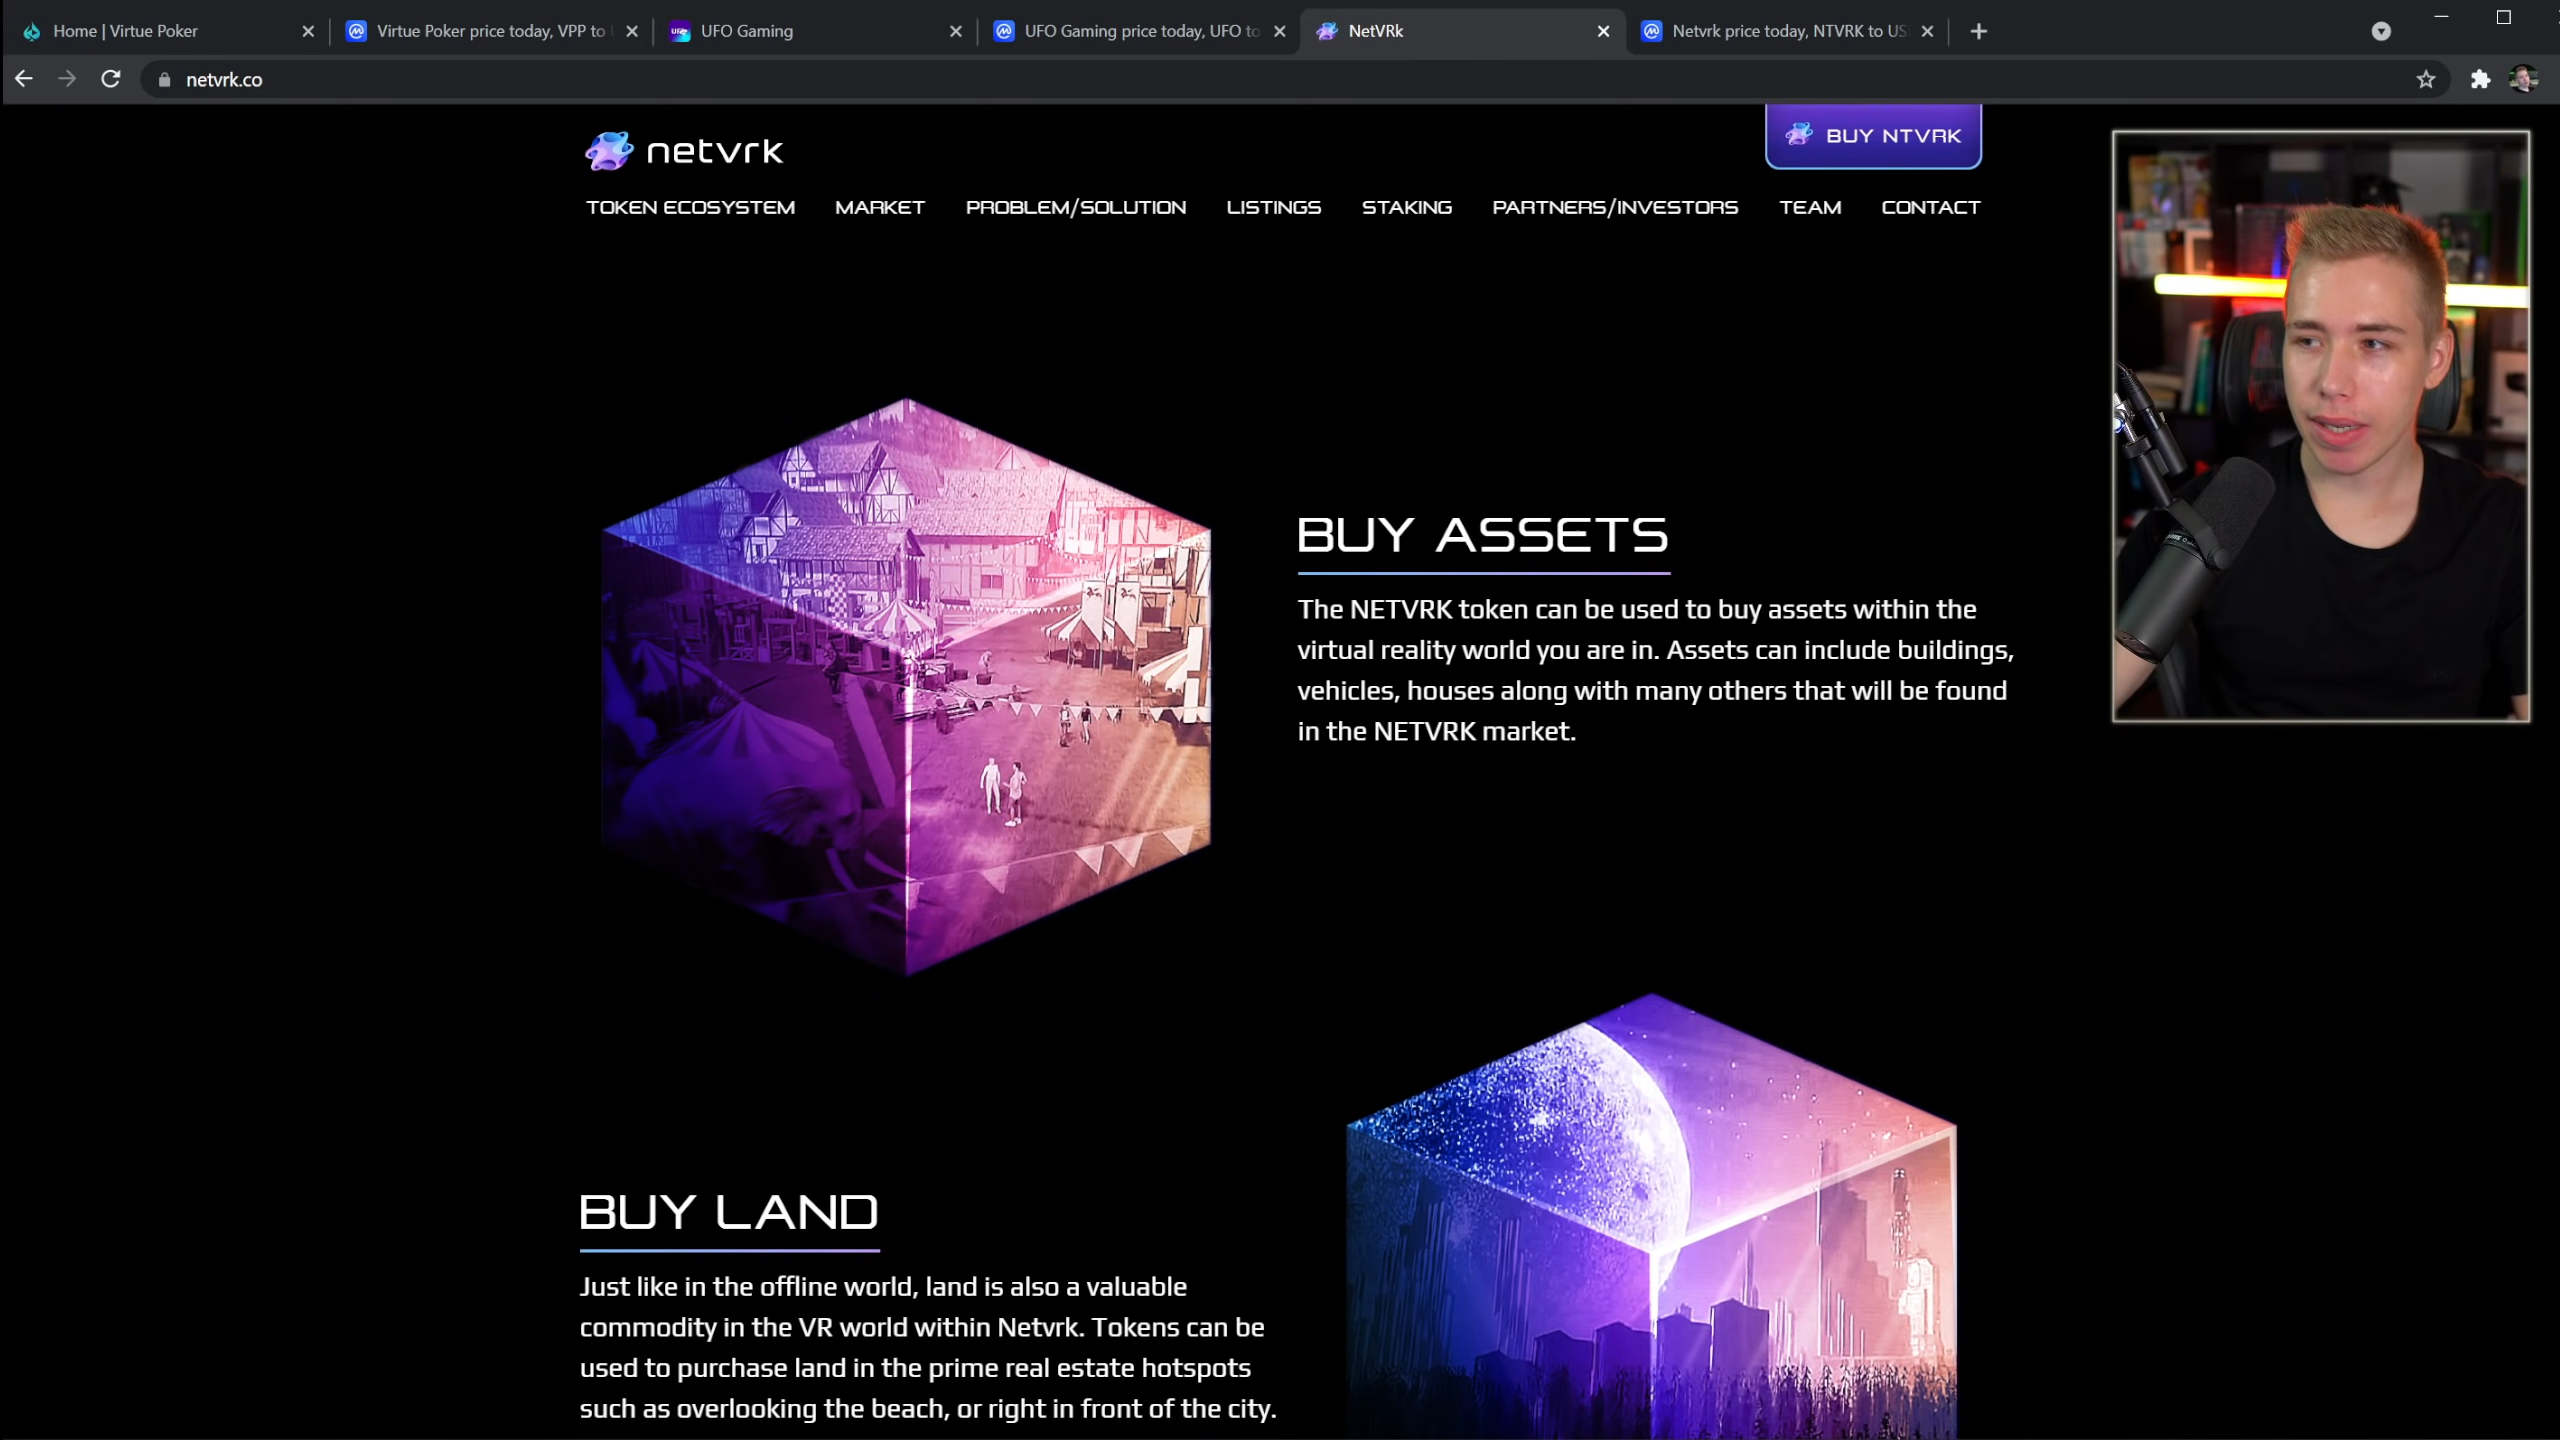 Home | Virtue Poker
Virtue Poker price today, VPP to
UFO Gaming
UFO Gaming price today, UFO to
NetVRk
Netvrk price today, NTVRK to US
netvrk.co
netvrk
BUY NTVRK
TOKEN ECOSYSTEM MARKET PROBLEM/SOLUTION LISTINGS STAKING PARTNERS/INVESTORS TEAM CONTACT
BUY ASSETS
The NETVRK token can be used to buy assets within the
virtual reality world you are in. Assets can include buildings,
vehicles, houses along with many others that will be found
in the NETVRK market.
BUY LAND
Just like in the offline world, land is also a valuable
commodity in the VR world within Netvrk. Tokens can be
used to purchase land in the prime real estate hotspots
such as overlooking the beach, or right in front of the city.